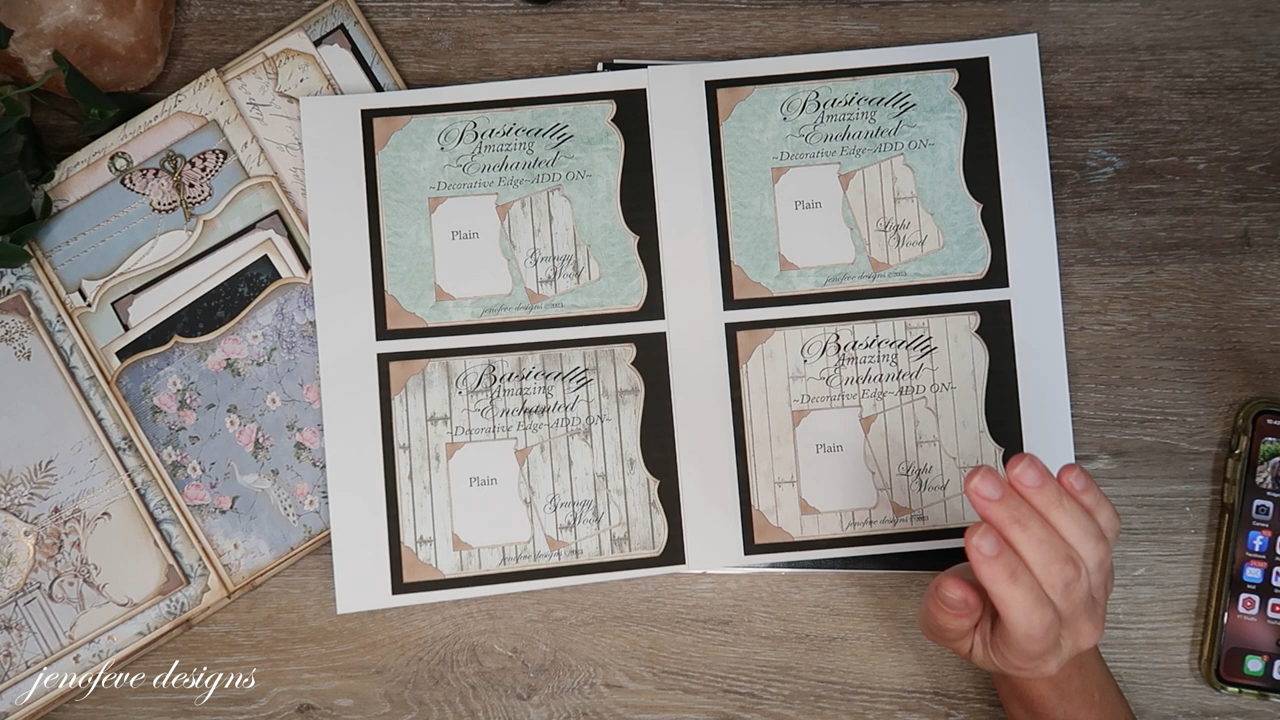 Basically
Amazing
~Enchanted~
~Decorative Edge~ADD ON~
Plain
Grungy
Wood
jenofeve designs ©2023
Basically
Amazing
~Enchanted~
~Decorative Edge~ADD ON~
Plain
Light
Wood
jenofeve designs ©2023
Basically
Amazing
~Enchanted~
~Decorative Edge~ADD ON~
Plain
Grungy
Wood
jenofeve designs ©2023
Basically
Amazing
~Enchanted~
~Decorative Edge~ADD ON~
Plain
Light
Wood
jenofeve designs ©2023
Camera
jenofeve designs